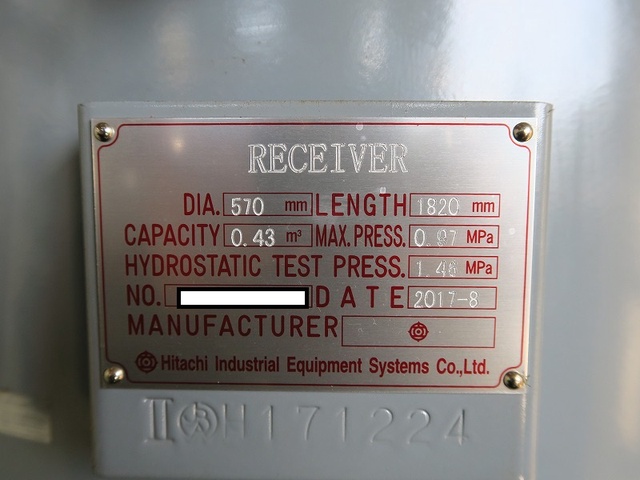 RECEIVER
DIA. 570 mm LENGTH 1820 mm
CAPACITY 0.43 m³ MAX. PRESS. 0.97 MPa
HYDROSTATIC TEST PRESS. 1.46 MPa
NO. DATE 2017-8
MANUFACTURER
Hitachi Industrial Equipment Systems Co.,Ltd.
II H171224